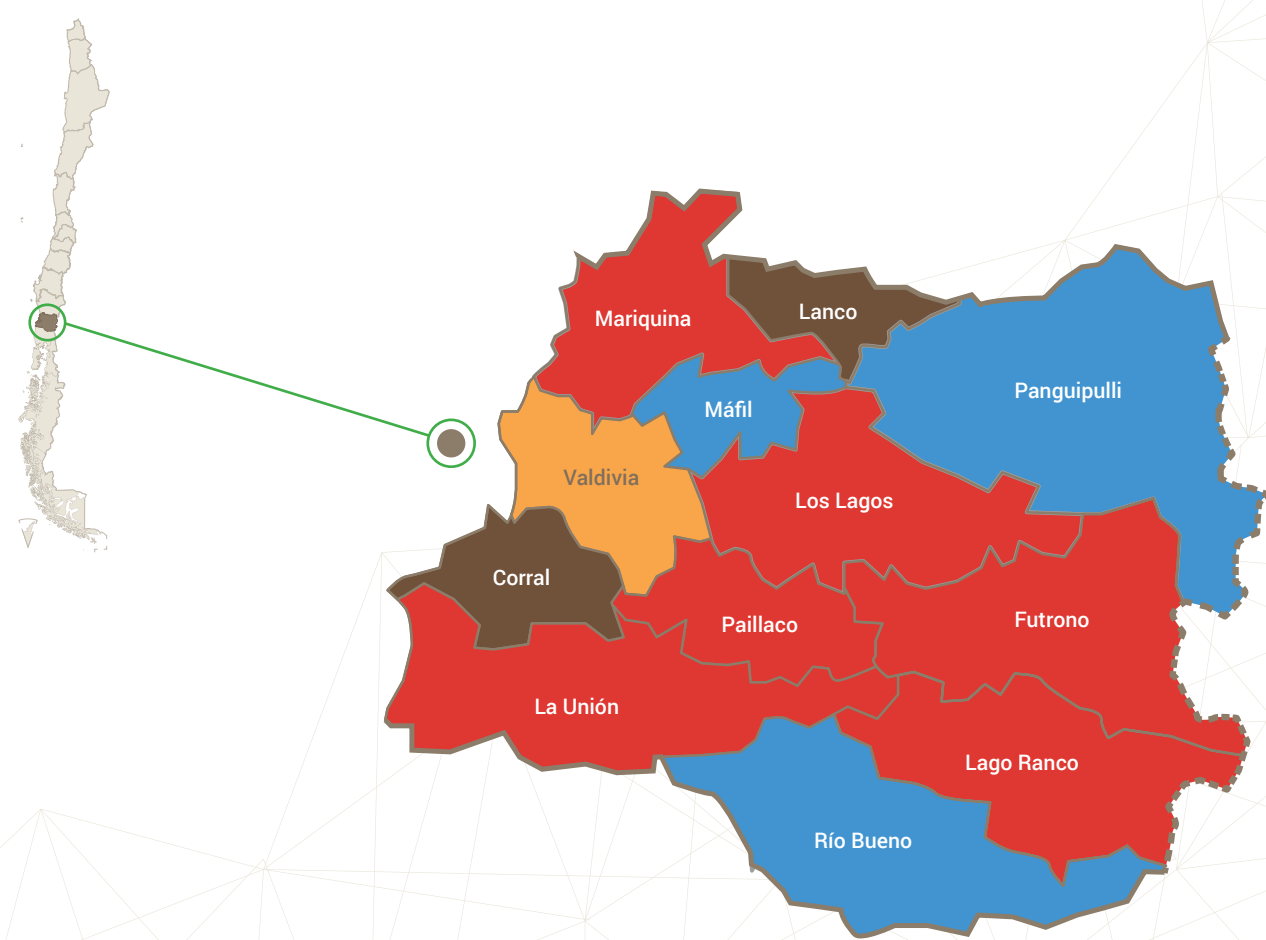 Mariquina
Lanco
Panguipulli
Máfil
Valdivia
Los Lagos
Corral
Paillaco
Futrono
La Unión
Lago Ranco
Río Bueno